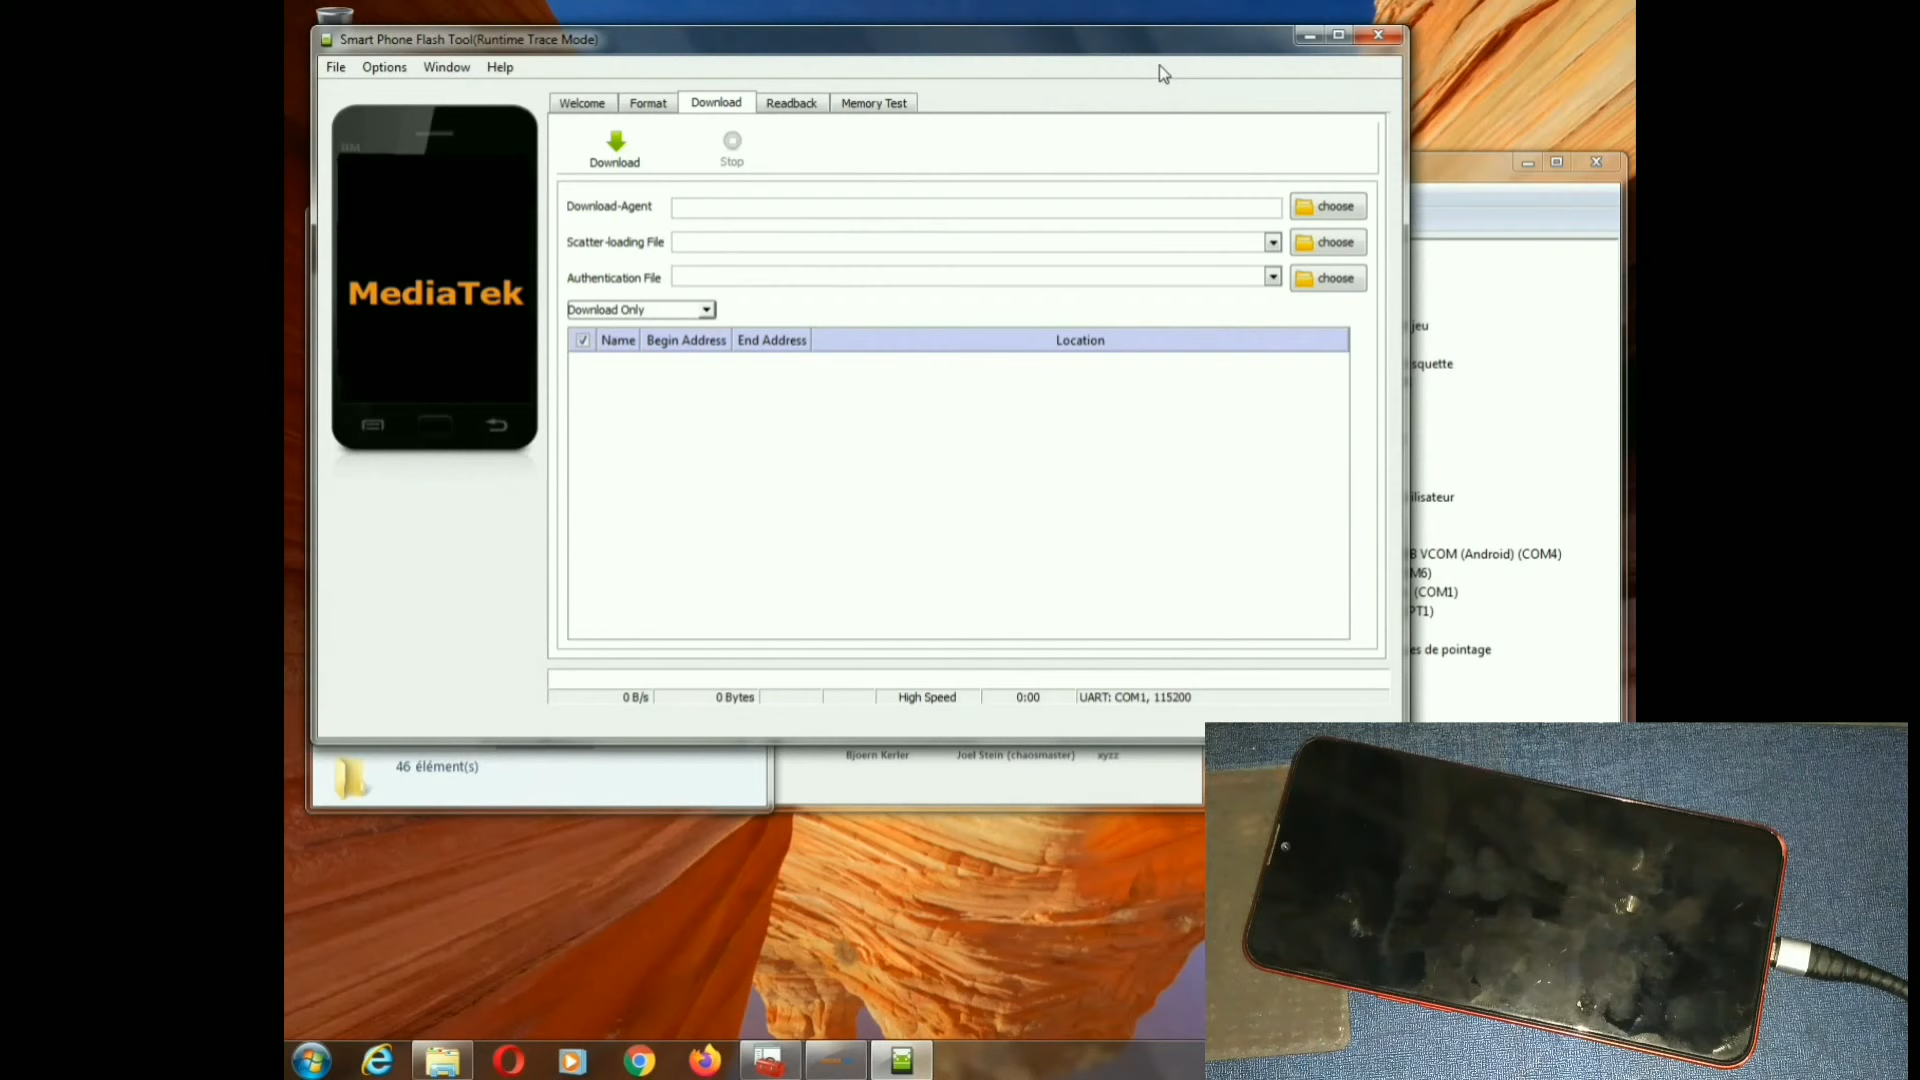 Smart Phone Flash Tool(Runtime Trace Mode)
File Options Window Help
Welcome Format Download Readback Memory Test
BM
Download Stop
Download-Agent choose
Scatter-loading File choose
Authentication File choose
Download Only
Name Begin Address End Address Location
MediaTek
jeu
squette
ilisateur
B VCOM (Android) (COM4)
M6)
(COM1)
PT1)
es de pointage
0 B/s 0 Bytes High Speed 0:00 UART: COM1, 115200
Bjoern Kerler Joel Stein (chaosmaster) xyzz
46 élément(s)